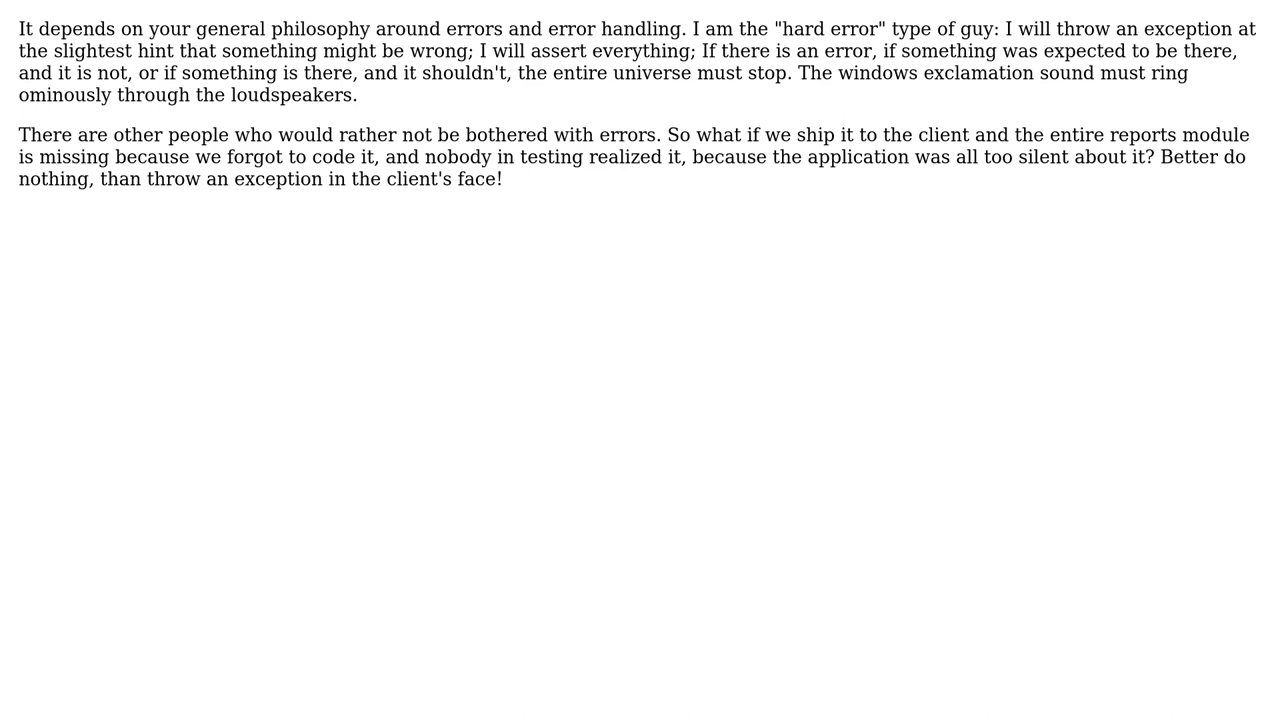 It depends on your general philosophy around errors and error handling. I am the "hard error" type of guy: I will throw an exception at
the slightest hint that something might be wrong; I will assert everything; If there is an error, if something was expected to be there,
and it is not, or if something is there, and it shouldn't, the entire universe must stop. The windows exclamation sound must ring
ominously through the loudspeakers.
There are other people who would rather not be bothered with errors. So what if we ship it to the client and the entire reports module
is missing because we forgot to code it, and nobody in testing realized it, because the application was all too silent about it? Better do
nothing, than throw an exception in the client's face!